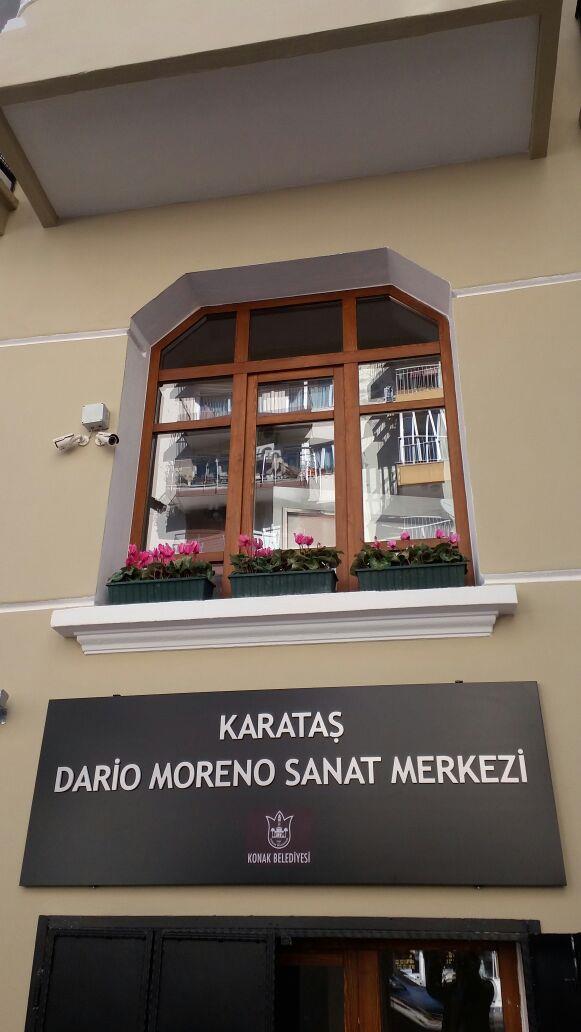 KARATAŞ
DARİO MORENO SANAT MERKEZİ
KONAK BELEDİYESİ